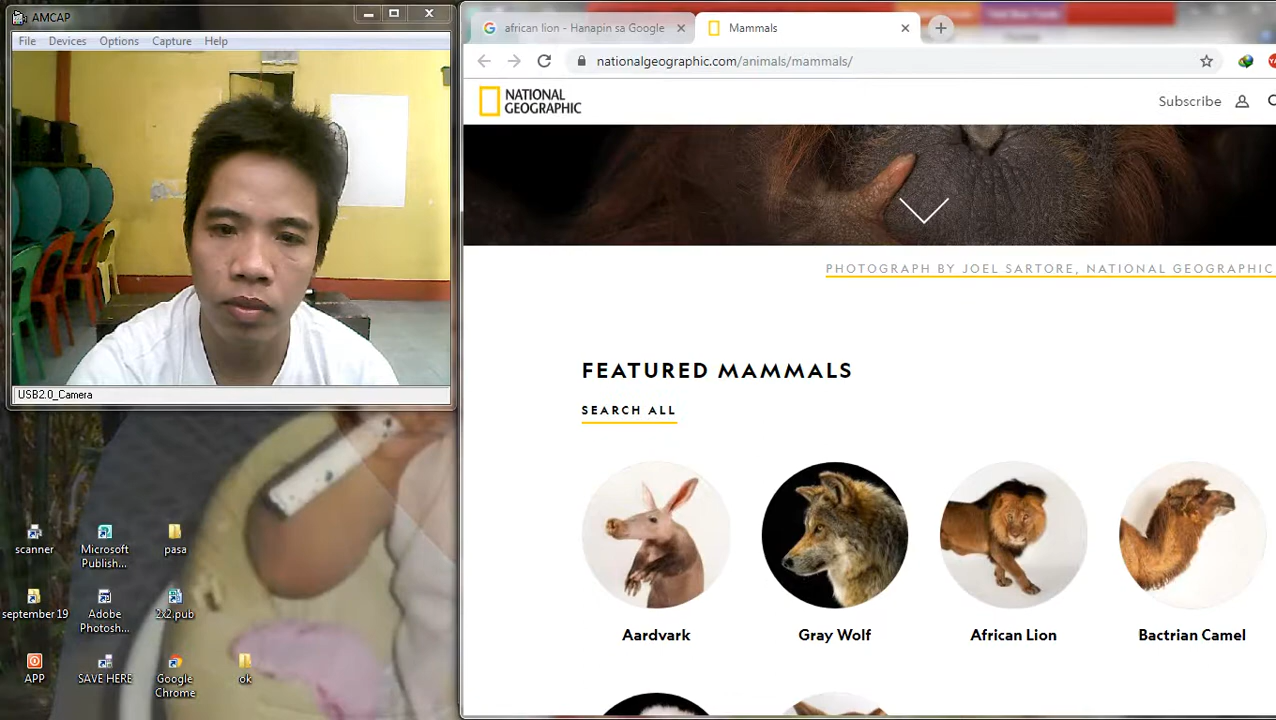 AMCAP
File Devices Options Capture Help
USB2.0_Camera
scanner
Microsoft Publish...
pasa
september 19
Adobe Photosh...
2x2.pub
APP
SAVE HERE
Google Chrome
ok
african lion - Hanapin sa Google
Mammals
nationalgeographic.com/animals/mammals/
NATIONAL
GEOGRAPHIC
Subscribe
PHOTOGRAPH BY JOEL SARTORE, NATIONAL GEOGRAPHIC
FEATURED MAMMALS
SEARCH ALL
Aardvark
Gray Wolf
African Lion
Bactrian Camel